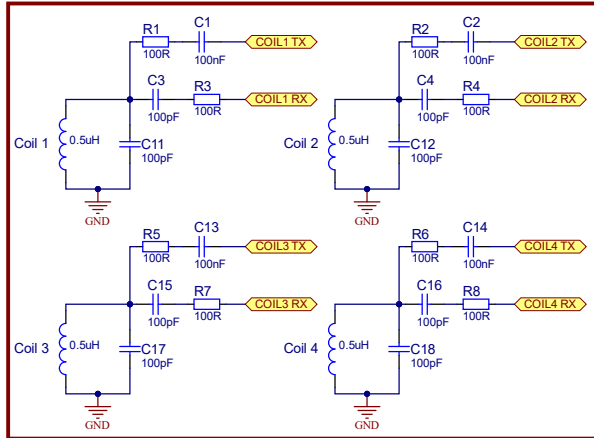 R1 C1
COIL1 TX
100R 100nF
C3 R3
COIL1 RX
100pF 100R
Coil 1 0.5uH C11
100pF
GND
R2 C2
COIL2 TX
100R 100nF
C4 R4
COIL2 RX
100pF 100R
Coil 2 0.5uH C12
100pF
GND
R5 C13
COIL3 TX
100R 100nF
C15 R7
COIL3 RX
100pF 100R
Coil 3 0.5uH C17
100pF
GND
R6 C14
COIL4 TX
100R 100nF
C16 R8
COIL4 RX
100pF 100R
Coil 4 0.5uH C18
100pF
GND